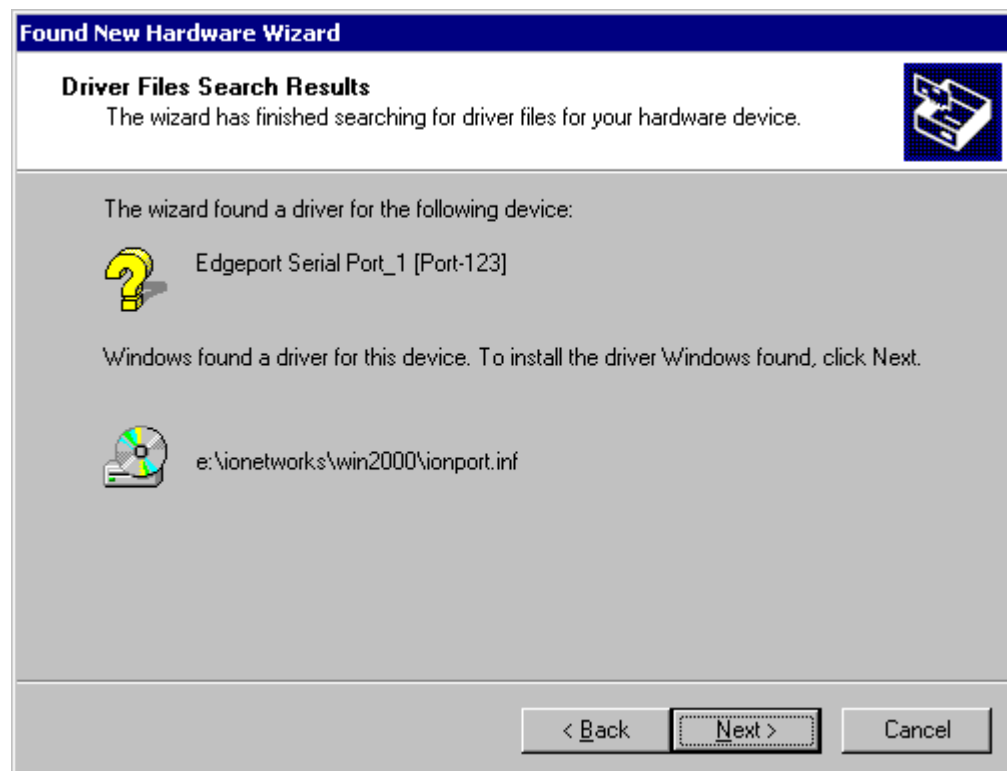 Found New Hardware Wizard
Driver Files Search Results
The wizard has finished searching for driver files for your hardware device.
The wizard found a driver for the following device:
Edgeport Serial Port_1 [Port-123]
Windows found a driver for this device. To install the driver Windows found, click Next.
e:\ionetworks\win2000\ionport.inf
< Back Next > Cancel